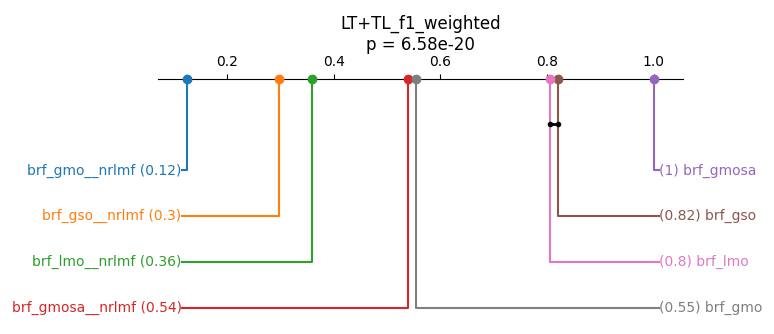 LT+TL_f1_weighted
p = 6.58e-20
0.2 0.4 0.6 0.8 1.0
brf_gmo__nrlmf (0.12) (1) brf_gmosa
brf_gso__nrlmf (0.3) (0.82) brf_gso
brf_lmo__nrlmf (0.36) (0.8) brf_lmo
brf_gmosa__nrlmf (0.54) (0.55) brf_gmo